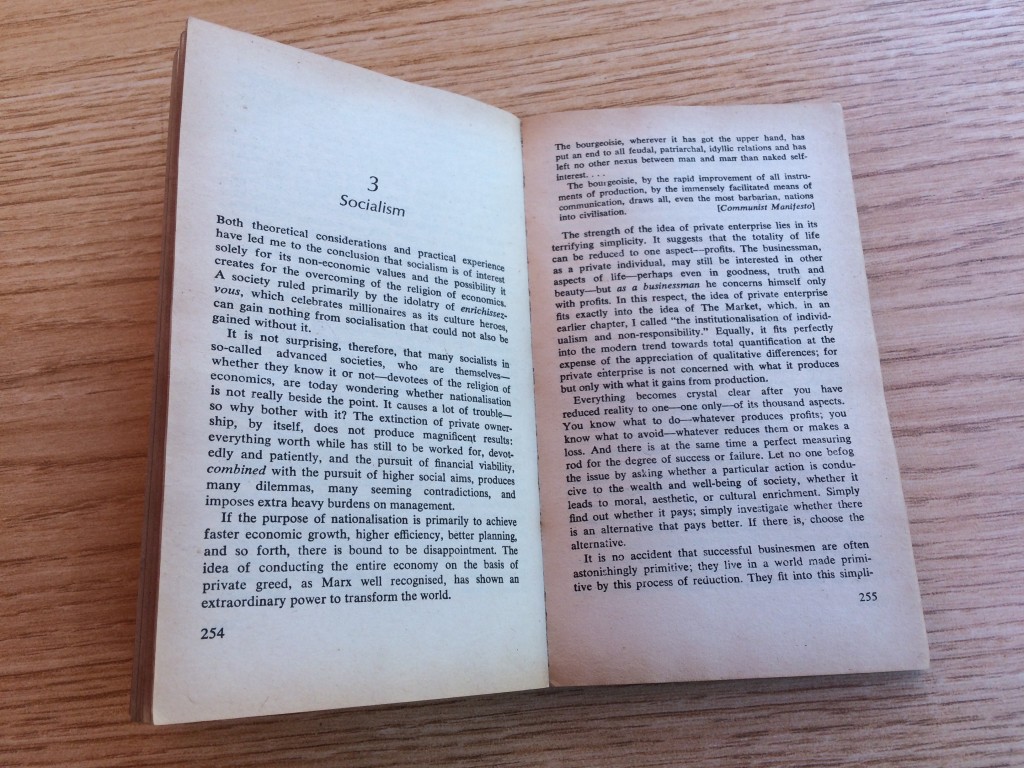 3
Socialism
Both theoretical considerations and practical experience
have led me to the conclusion that socialism is of interest
solely for its non-economic values and the possibility it
creates for the overcoming of the religion of economics.
A society ruled primarily by the idolatry of enrichissez-
vous, which celebrates millionaires as its culture heroes,
can gain nothing from socialisation that could not also be
gained without it.
It is not surprising, therefore, that many socialists in
so-called advanced societies, who are themselves—
whether they know it or not—devotees of the religion of
economics, are today wondering whether nationalisation
is not really beside the point. It causes a lot of trouble—
so why bother with it? The extinction of private owner-
ship, by itself, does not produce magnificent results:
everything worth while has still to be worked for, devot-
edly and patiently, and the pursuit of financial viability,
combined with the pursuit of higher social aims, produces
many dilemmas, many seeming contradictions, and
imposes extra heavy burdens on management.
If the purpose of nationalisation is primarily to achieve
faster economic growth, higher efficiency, better planning,
and so forth, there is bound to be disappointment. The
idea of conducting the entire economy on the basis of
private greed, as Marx well recognised, has shown an
extraordinary power to transform the world.
254
The bourgeoisie, wherever it has got the upper hand, has
put an end to all feudal, patriarchal, idyllic relations and has
left no other nexus between man and man than naked self-
interest. . . .
The bourgeoisie, by the rapid improvement of all instru-
ments of production, by the immensely facilitated means of
communication, draws all, even the most barbarian, nations
into civilisation. [Communist Manifesto]
The strength of the idea of private enterprise lies in its
terrifying simplicity. It suggests that the totality of life
can be reduced to one aspect—profits. The businessman,
as a private individual, may still be interested in other
aspects of life—perhaps even in goodness, truth and
beauty—but as a businessman he concerns himself only
with profits. In this respect, the idea of private enterprise
fits exactly into the idea of The Market, which, in an
earlier chapter, I called "the institutionalisation of individ-
ualism and non-responsibility." Equally, it fits perfectly
into the modern trend towards total quantification at the
expense of the appreciation of qualitative differences; for
private enterprise is not concerned with what it produces
but only with what it gains from production.
Everything becomes crystal clear after you have
reduced reality to one—one only—of its thousand aspects.
You know what to do—whatever produces profits; you
know what to avoid—whatever reduces them or makes a
loss. And there is at the same time a perfect measuring
rod for the degree of success or failure. Let no one befog
the issue by asking whether a particular action is condu-
cive to the wealth and well-being of society, whether it
leads to moral, aesthetic, or cultural enrichment. Simply
find out whether it pays; simply investigate whether there
is an alternative that pays better. If there is, choose the
alternative.
It is no accident that successful businesmen are often
astonishingly primitive; they live in a world made primi-
tive by this process of reduction. They fit into this simpli-
255